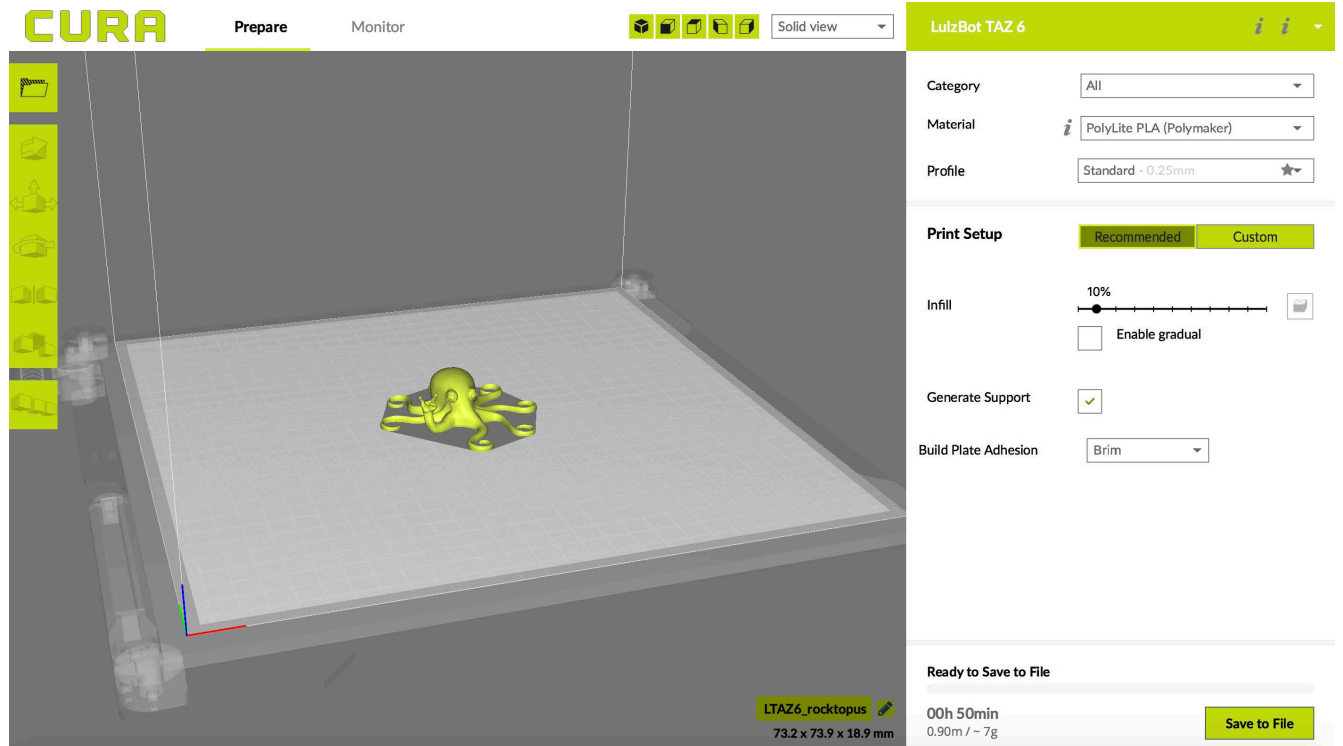 CURA
Prepare
Monitor
Solid view
LulzBot TAZ 6
i i
Category
All
Material
i
PolyLite PLA (Polymaker)
Profile
Standard - 0.25mm
Print Setup
Recommended
Custom
10%
Infill
Enable gradual
Generate Support
Build Plate Adhesion
Brim
LTAZ6_rocktopus
73.2 x 73.9 x 18.9 mm
Ready to Save to File
00h 50min
0.90m / ~ 7g
Save to File